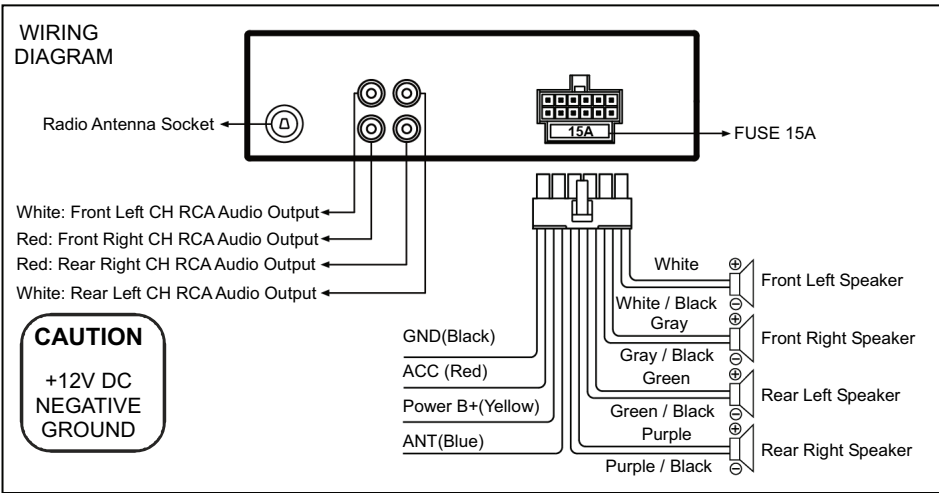 WIRING
DIAGRAM
Radio Antenna Socket
15A
FUSE 15A
White: Front Left CH RCA Audio Output
Red: Front Right CH RCA Audio Output
Red: Rear Right CH RCA Audio Output
White: Rear Left CH RCA Audio Output
CAUTION
+12V DC
NEGATIVE
GROUND
GND(Black)
ACC (Red)
Power B+(Yellow)
ANT(Blue)
White
⊕
Front Left Speaker
White / Black
⊖
Gray
⊕
Front Right Speaker
Gray / Black
⊖
Green
⊕
Rear Left Speaker
Green / Black
⊖
Purple
⊕
Rear Right Speaker
Purple / Black
⊖